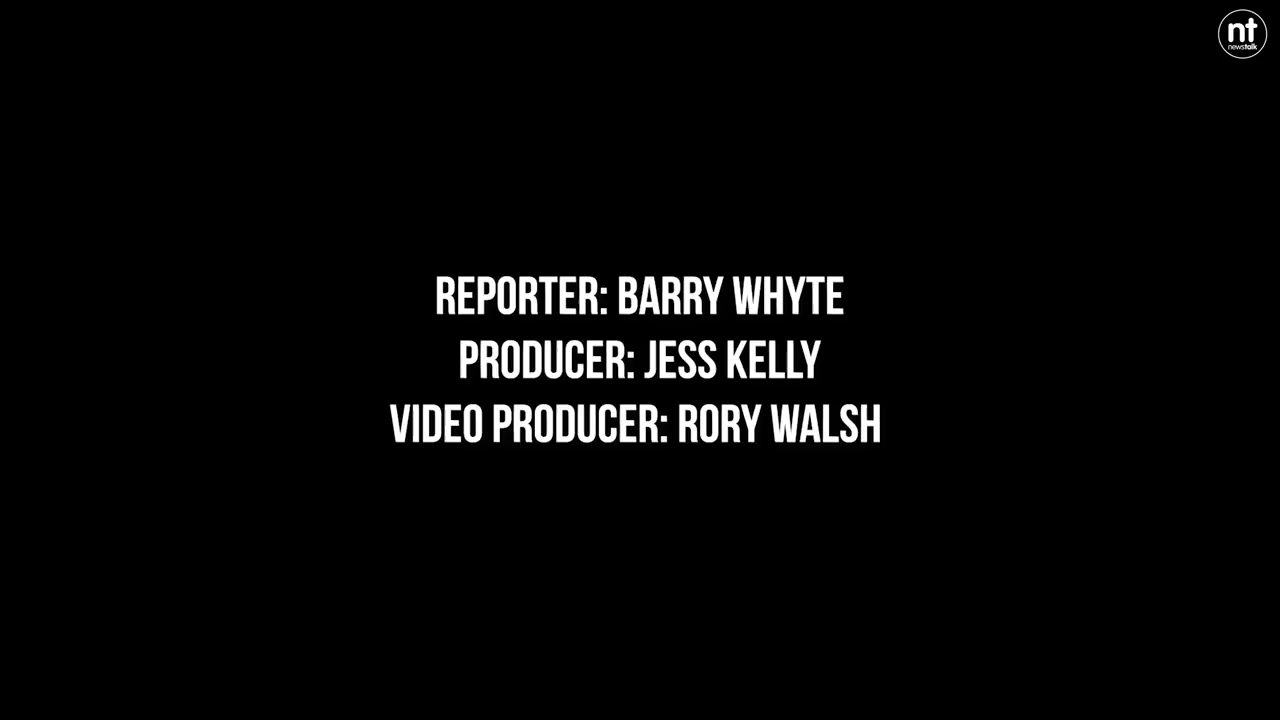 nt
newstalk
REPORTER: BARRY WHYTE
PRODUCER: JESS KELLY
VIDEO PRODUCER: RORY WALSH